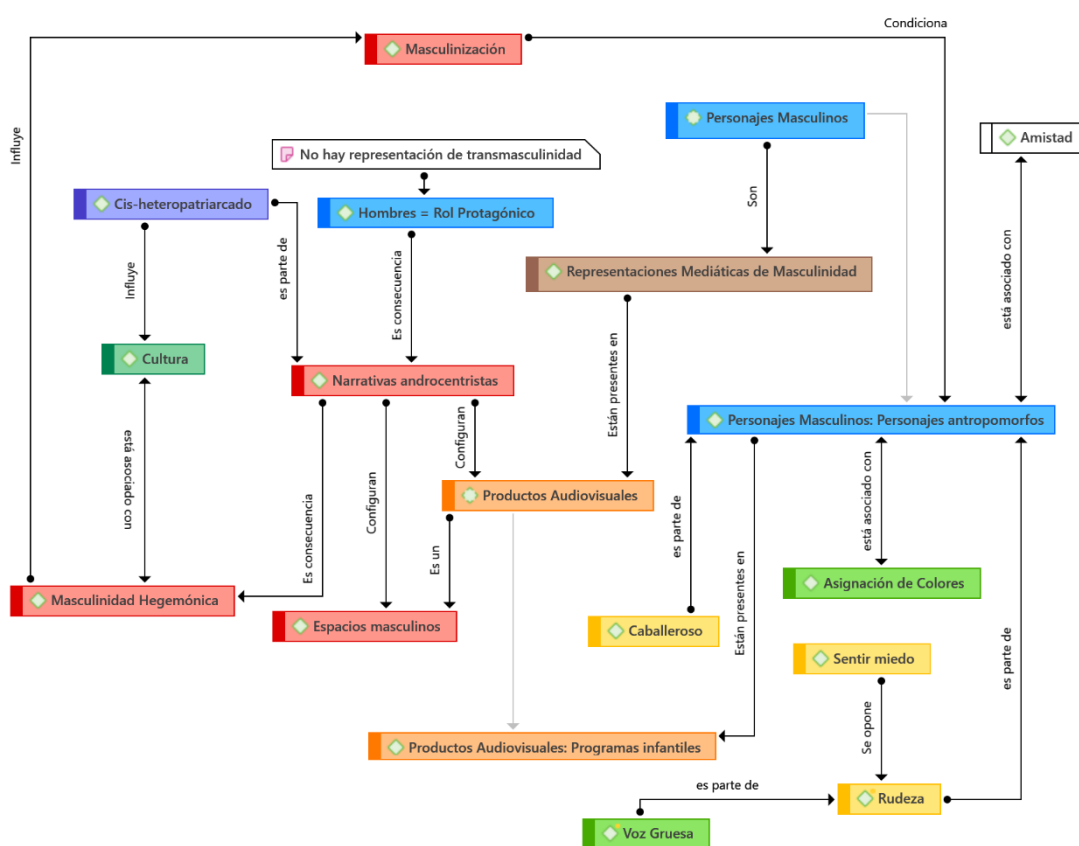 Condiciona
Masculinización
Influye
Personajes Masculinos
Amistad
No hay representación de transmasculinidad
Son
Cis-heteropatriarcado
Hombres = Rol Protagónico
es parte de
Influye
Es consecuencia
Representaciones Mediáticas de Masculinidad
está asociado con
Cultura
Narrativas androcentristas
Están presentes en
Personajes Masculinos: Personajes antropomorfos
está asociado con
Es consecuencia
Configuran
Configuran
Productos Audiovisuales
Es un
es parte de
Están presentes en
está asociado con
Asignación de Colores
Masculinidad Hegemónica
Espacios masculinos
Caballeroso
Sentir miedo
es parte de
Se opone
Productos Audiovisuales: Programas infantiles
es parte de
Rudeza
Voz Gruesa